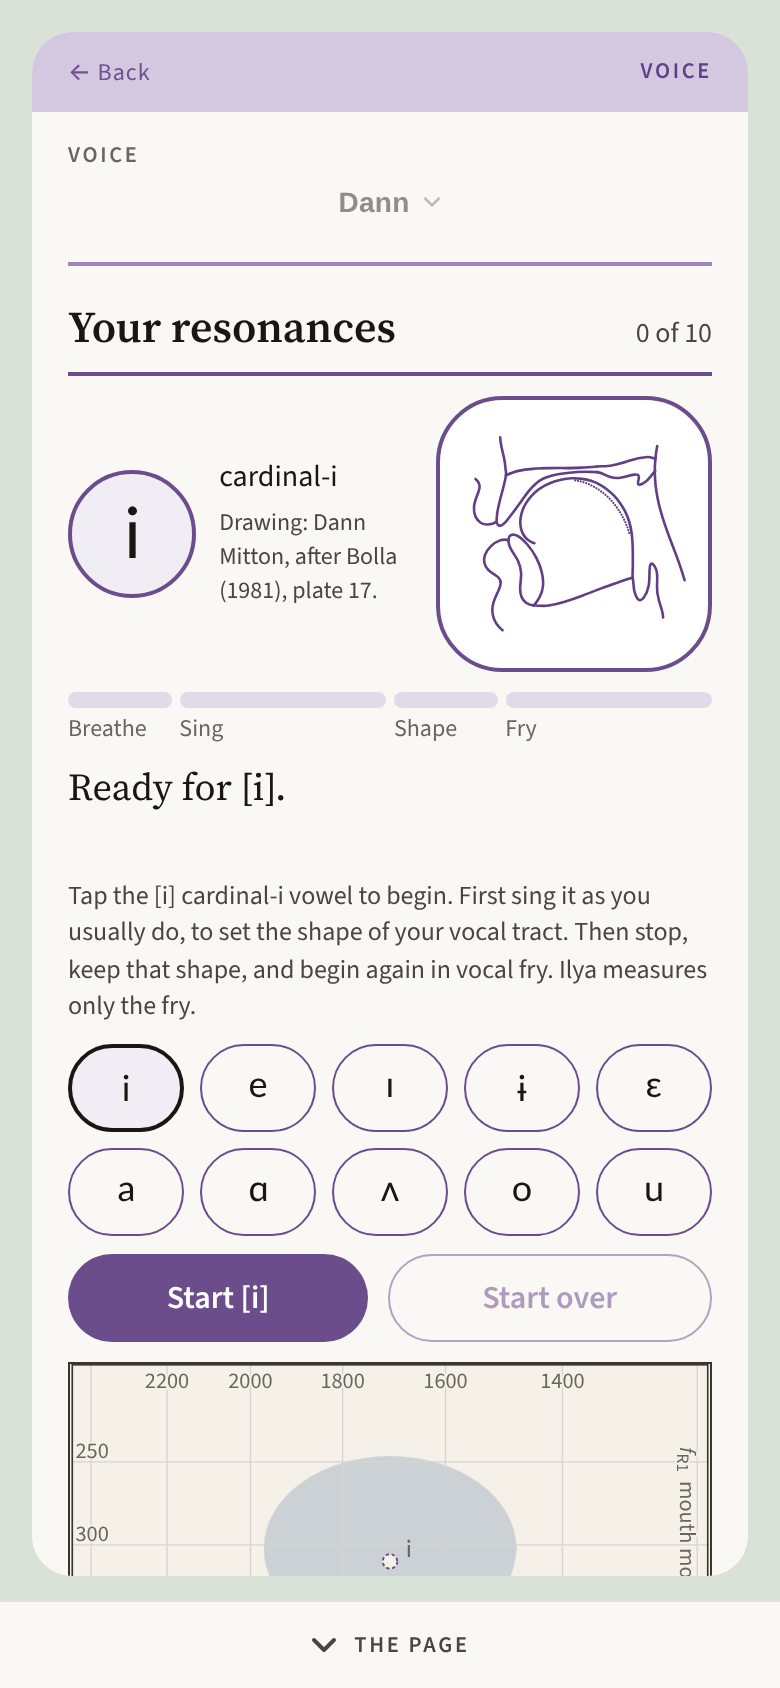 ← Back
VOICE
VOICE
Dann
Your resonances
0 of 10
i
cardinal-i
Drawing: Dann
Mitton, after Bolla
(1981), plate 17.
Breathe Sing Shape Fry
Ready for [i].
Tap the [i] cardinal-i vowel to begin. First sing it as you
usually do, to set the shape of your vocal tract. Then stop,
keep that shape, and begin again in vocal fry. Ilya measures
only the fry.
i e ɪ ɨ ɛ
a ɑ ʌ o u
Start [i] Start over
2200 2000 1800 1600 1400
250
fR1 mouth
300
i
THE PAGE